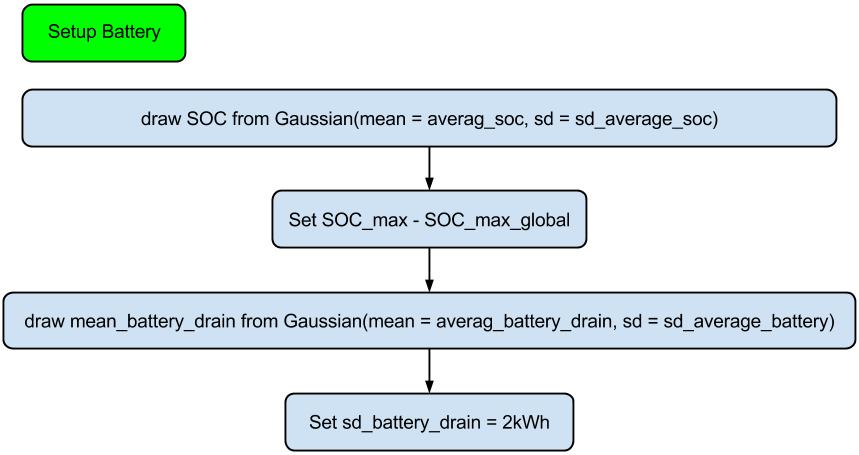 Setup Battery
draw SOC from Gaussian(mean = averag_soc, sd = sd_average_soc)
Set SOC_max - SOC_max_global
draw mean_battery_drain from Gaussian(mean = averag_battery_drain, sd = sd_average_battery)
Set sd_battery_drain = 2kWh